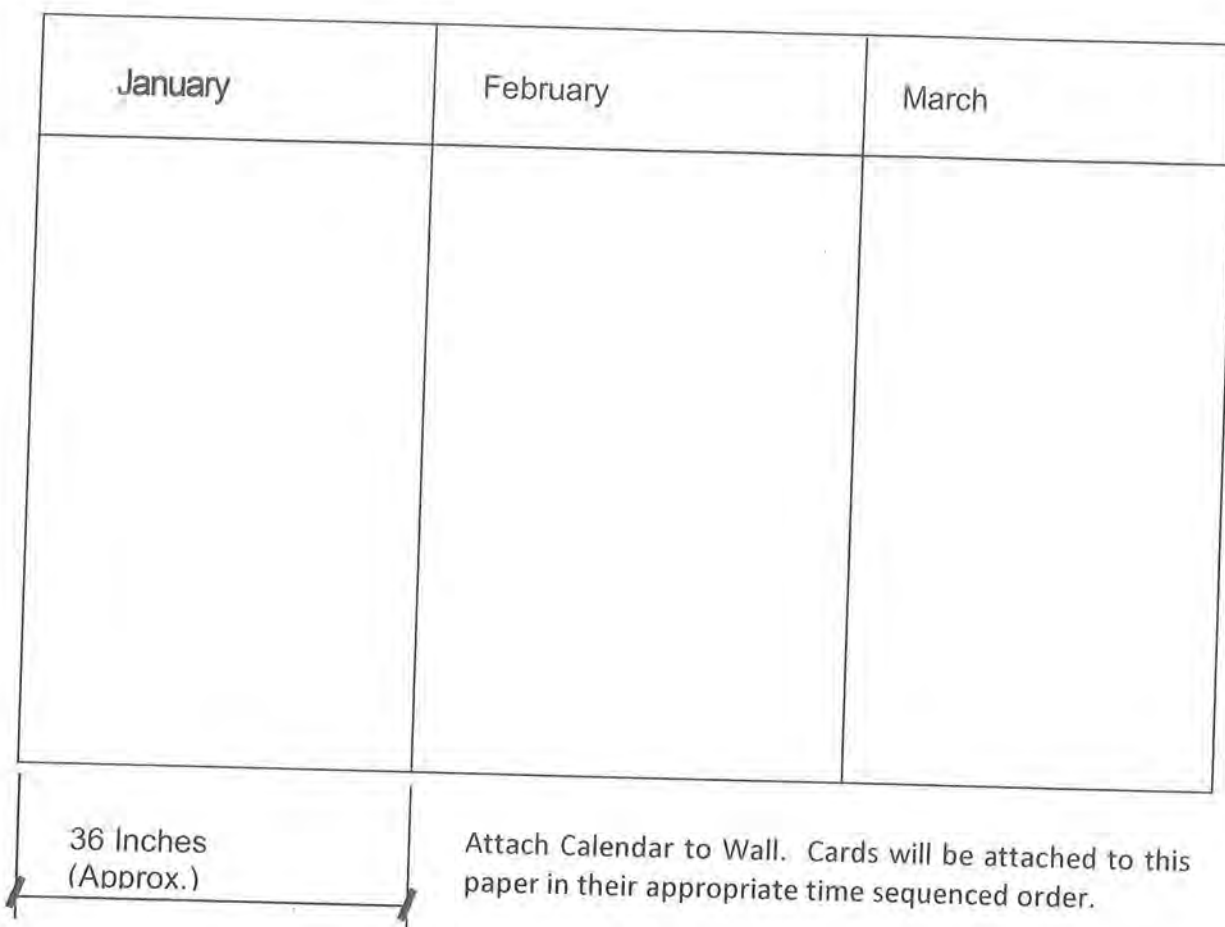 January
February
March
36 Inches
(Approx.)
Attach Calendar to Wall. Cards will be attached to this
paper in their appropriate time sequenced order.